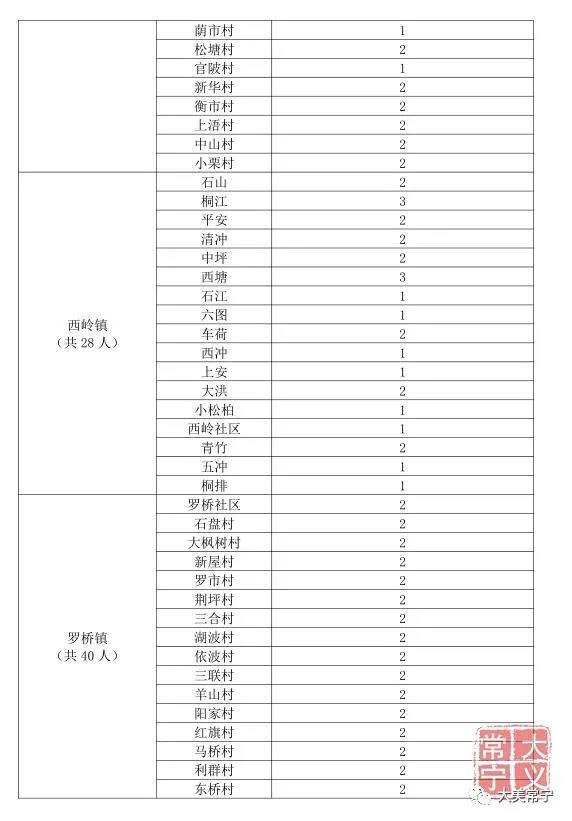 荫市村 1
松塘村 2
官陂村 1
新华村 2
衡市村 2
上浯村 2
中山村 2
小栗村 2
西岭镇
（共 28 人）
石山 2
桐江 3
平安 2
清冲 2
中坪 2
西塘 3
石江 1
六图 1
车荷 2
西冲 1
上安 1
大洪 2
小松柏 1
西岭社区 1
青竹 2
五冲 1
桐排 1
罗桥镇
（共 40 人）
罗桥社区 2
石盘村 2
大枫树村 2
新屋村 2
罗市村 2
荆坪村 2
三合村 2
湖波村 2
依波村 2
三联村 2
羊山村 2
阳家村 2
红旗村 2
马桥村 2
利群村 2
东桥村 2
大义
常宁
大美常宁